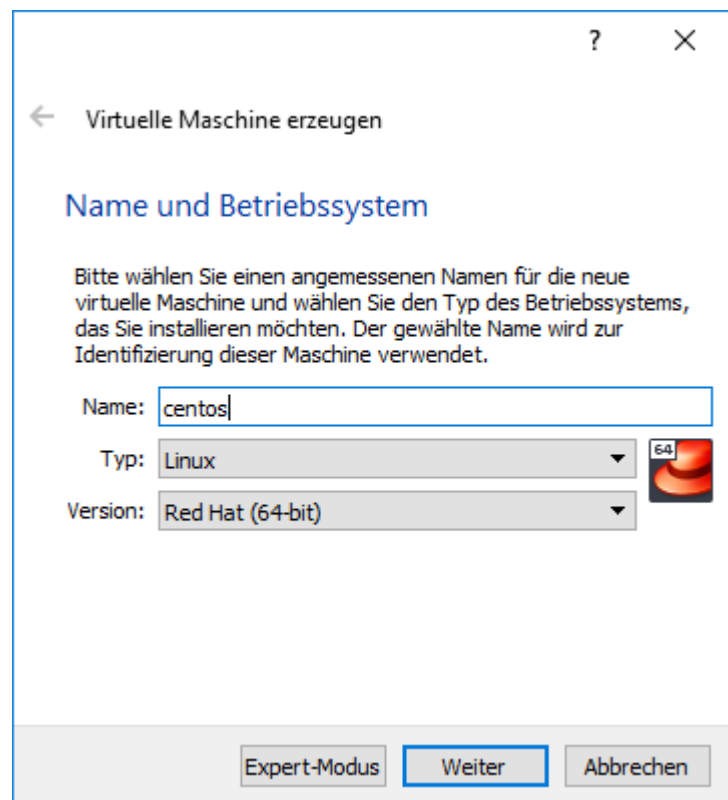 ?
Virtuelle Maschine erzeugen
Name und Betriebssystem
Bitte wählen Sie einen angemessenen Namen für die neue
virtuelle Maschine und wählen Sie den Typ des Betriebssystems,
das Sie installieren möchten. Der gewählte Name wird zur
Identifizierung dieser Maschine verwendet.
Name: centos
Typ: Linux
64
Version: Red Hat (64-bit)
Expert-Modus Weiter Abbrechen